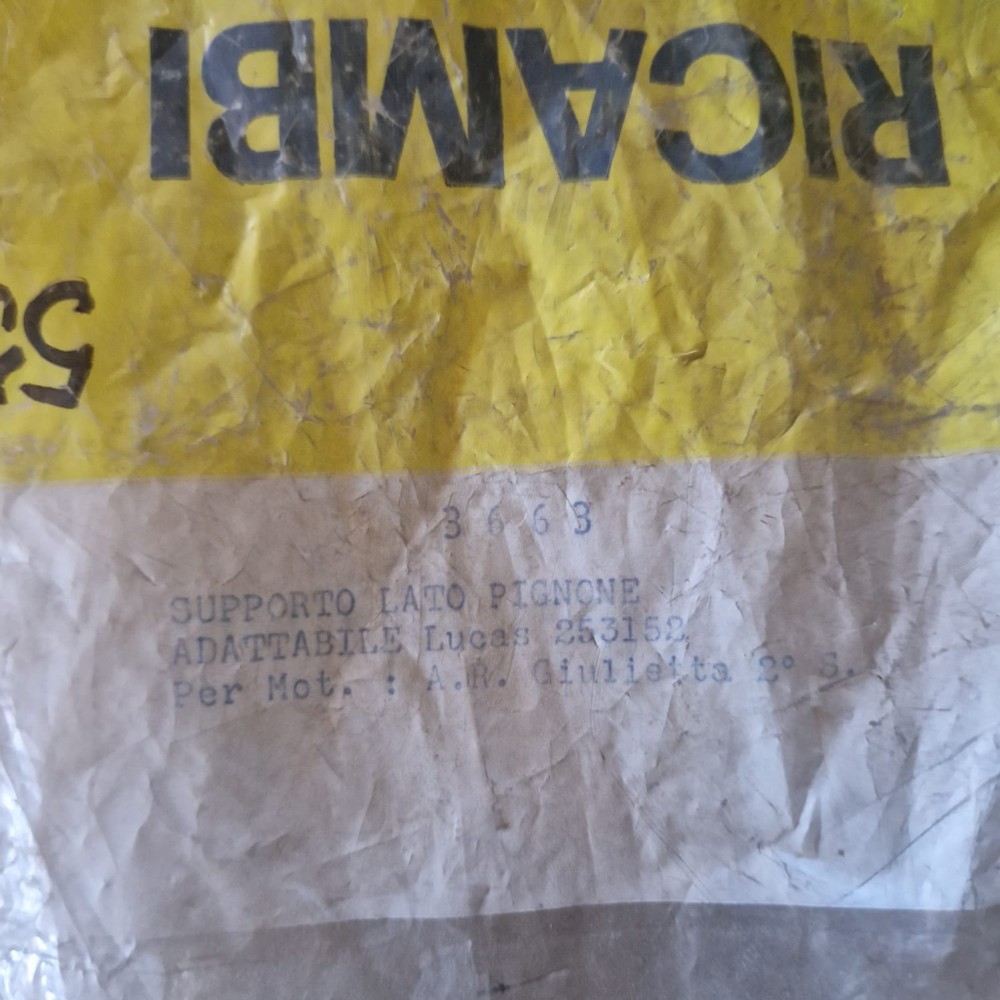 RICAMBI
3663
SUPPORTO LATO PIGNONE
ADATTABILE Lucas 253152
Per Mot. : A.R. Giulietta 2° S.